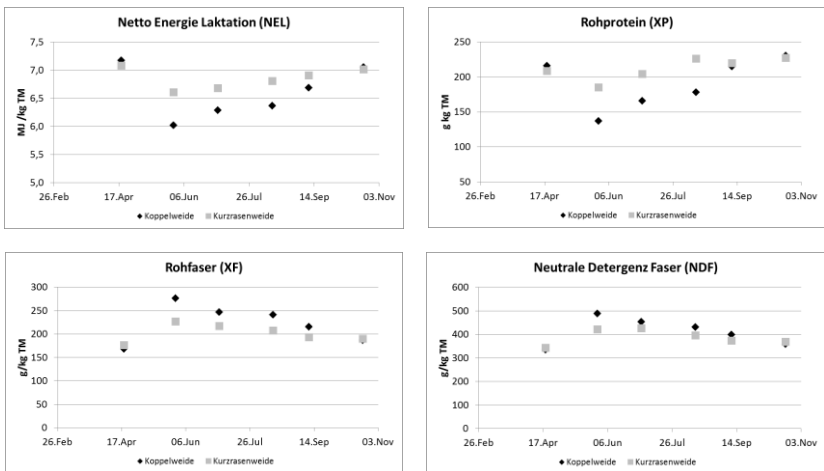 Netto Energie Laktation (NEL)
7,5
7,0
6,5
6,0
5,5
5,0
MJ /kg TM
26.Feb 17.Apr 06.Jun 26.Jul 14.Sep 03.Nov
Koppelweide Kurzrasenweide
Rohprotein (XP)
250
200
150
100
50
g kg TM
26.Feb 17.Apr 06.Jun 26.Jul 14.Sep 03.Nov
Koppelweide Kurzrasenweide
Rohfaser (XF)
300
250
200
150
100
50
0
g/kg TM
26.Feb 17.Apr 06.Jun 26.Jul 14.Sep 03.Nov
Koppelweide Kurzrasenweide
Neutrale Detergenz Faser (NDF)
600
500
400
300
200
100
0
g/kg TM
26.Feb 17.Apr 06.Jun 26.Jul 14.Sep 03.Nov
Koppelweide Kurzrasenweide